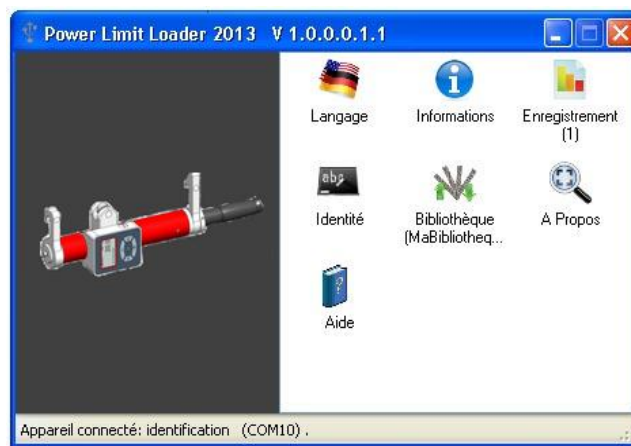 Power Limit Loader 2013 V 1.0.0.0.1.1
Langage
Informations
Enregistrement
(1)
abc
Identité
Bibliothèque
(MaBibliotheq...
A Propos
?
Aide
Appareil connecté: identification (COM10) .